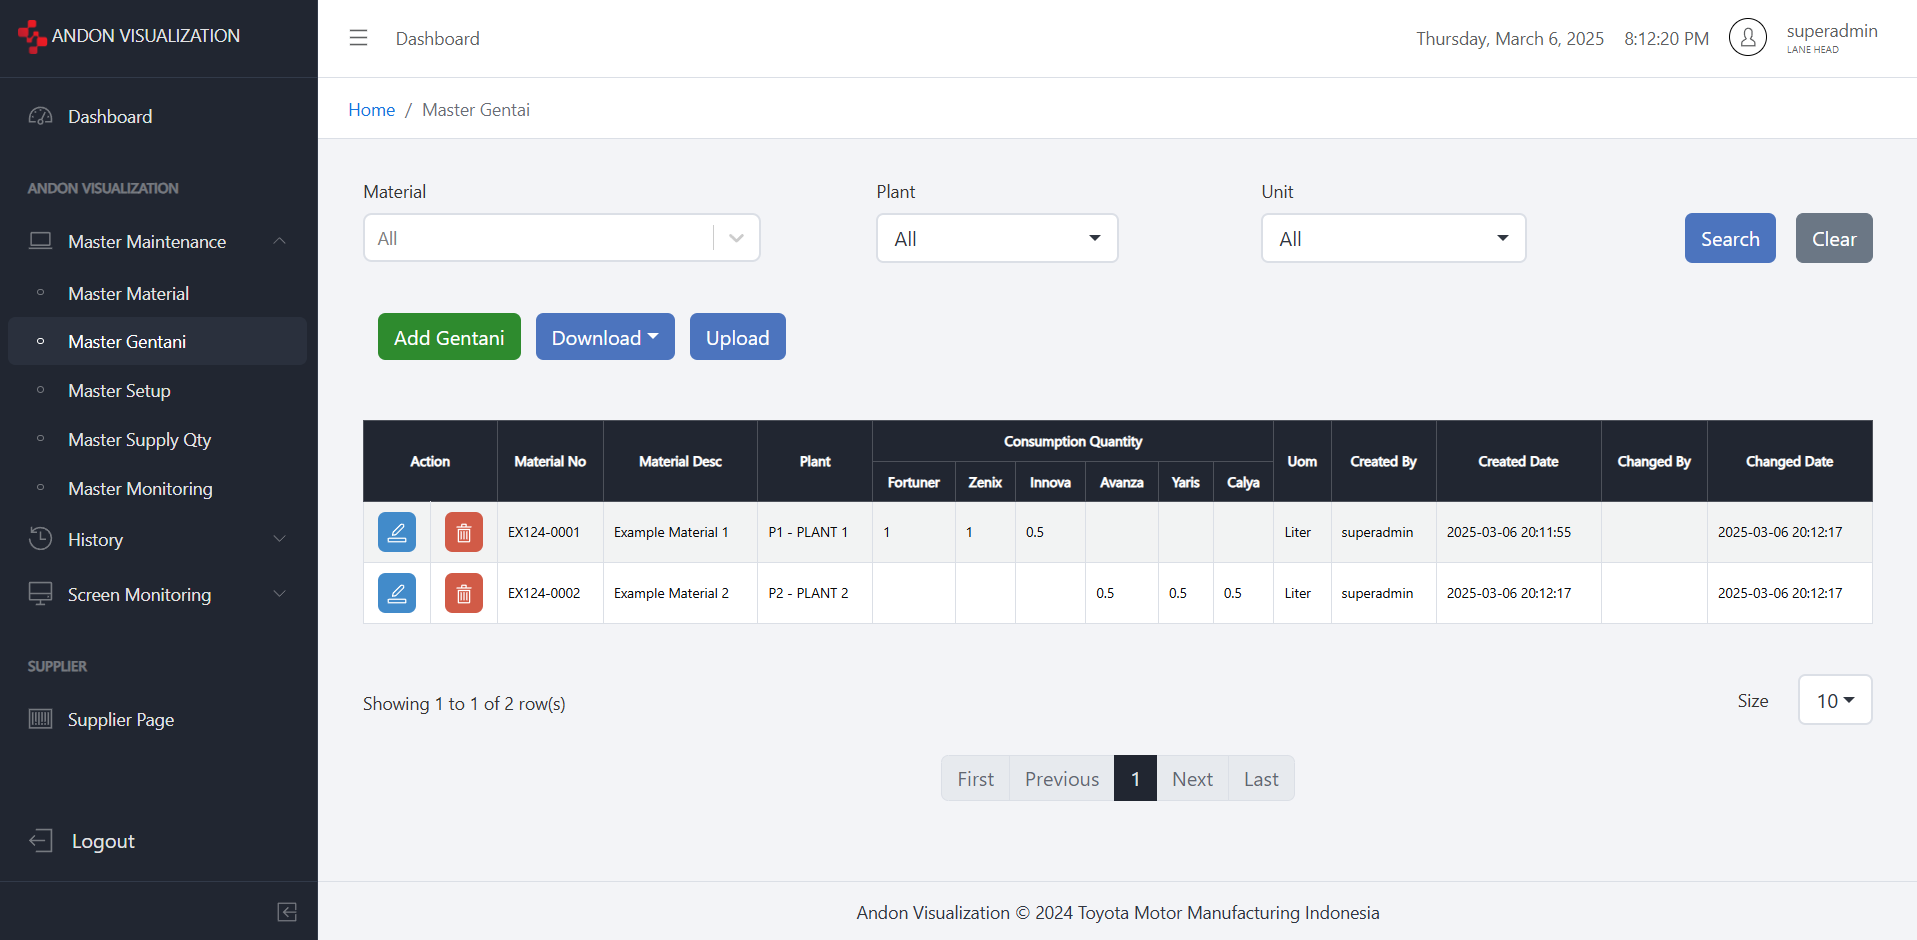 ANDON VISUALIZATION
Dashboard
Thursday, March 6, 2025 8:12:20 PM
superadmin
LANE HEAD
Home / Master Gentai
Dashboard
ANDON VISUALIZATION
Master Maintenance
Master Material
Master Gentani
Master Setup
Master Supply Qty
Master Monitoring
History
Screen Monitoring
SUPPLIER
Supplier Page
Logout
Material Plant Unit
All All All Search Clear
Add Gentani Download Upload
Action Material No Material Desc Plant Consumption Quantity Uom Created By Created Date Changed By Changed Date
Fortuner Zenix Innova Avanza Yaris Calya
EX124-0001 Example Material 1 P1 - PLANT 1 1 1 0.5 Liter superadmin 2025-03-06 20:11:55 2025-03-06 20:12:17
EX124-0002 Example Material 2 P2 - PLANT 2 0.5 0.5 0.5 Liter superadmin 2025-03-06 20:12:17 2025-03-06 20:12:17
Showing 1 to 1 of 2 row(s) Size 10
First Previous 1 Next Last
Andon Visualization © 2024 Toyota Motor Manufacturing Indonesia